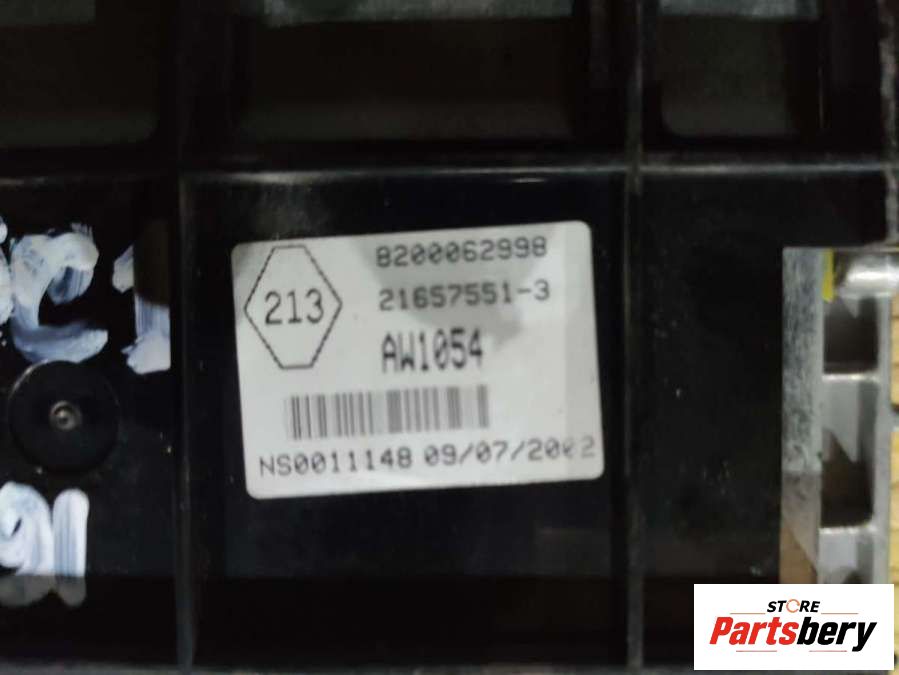 8200062998
213
21657551-3
AW1054
NS0011148 09/07/2002
STORE
Partsbery